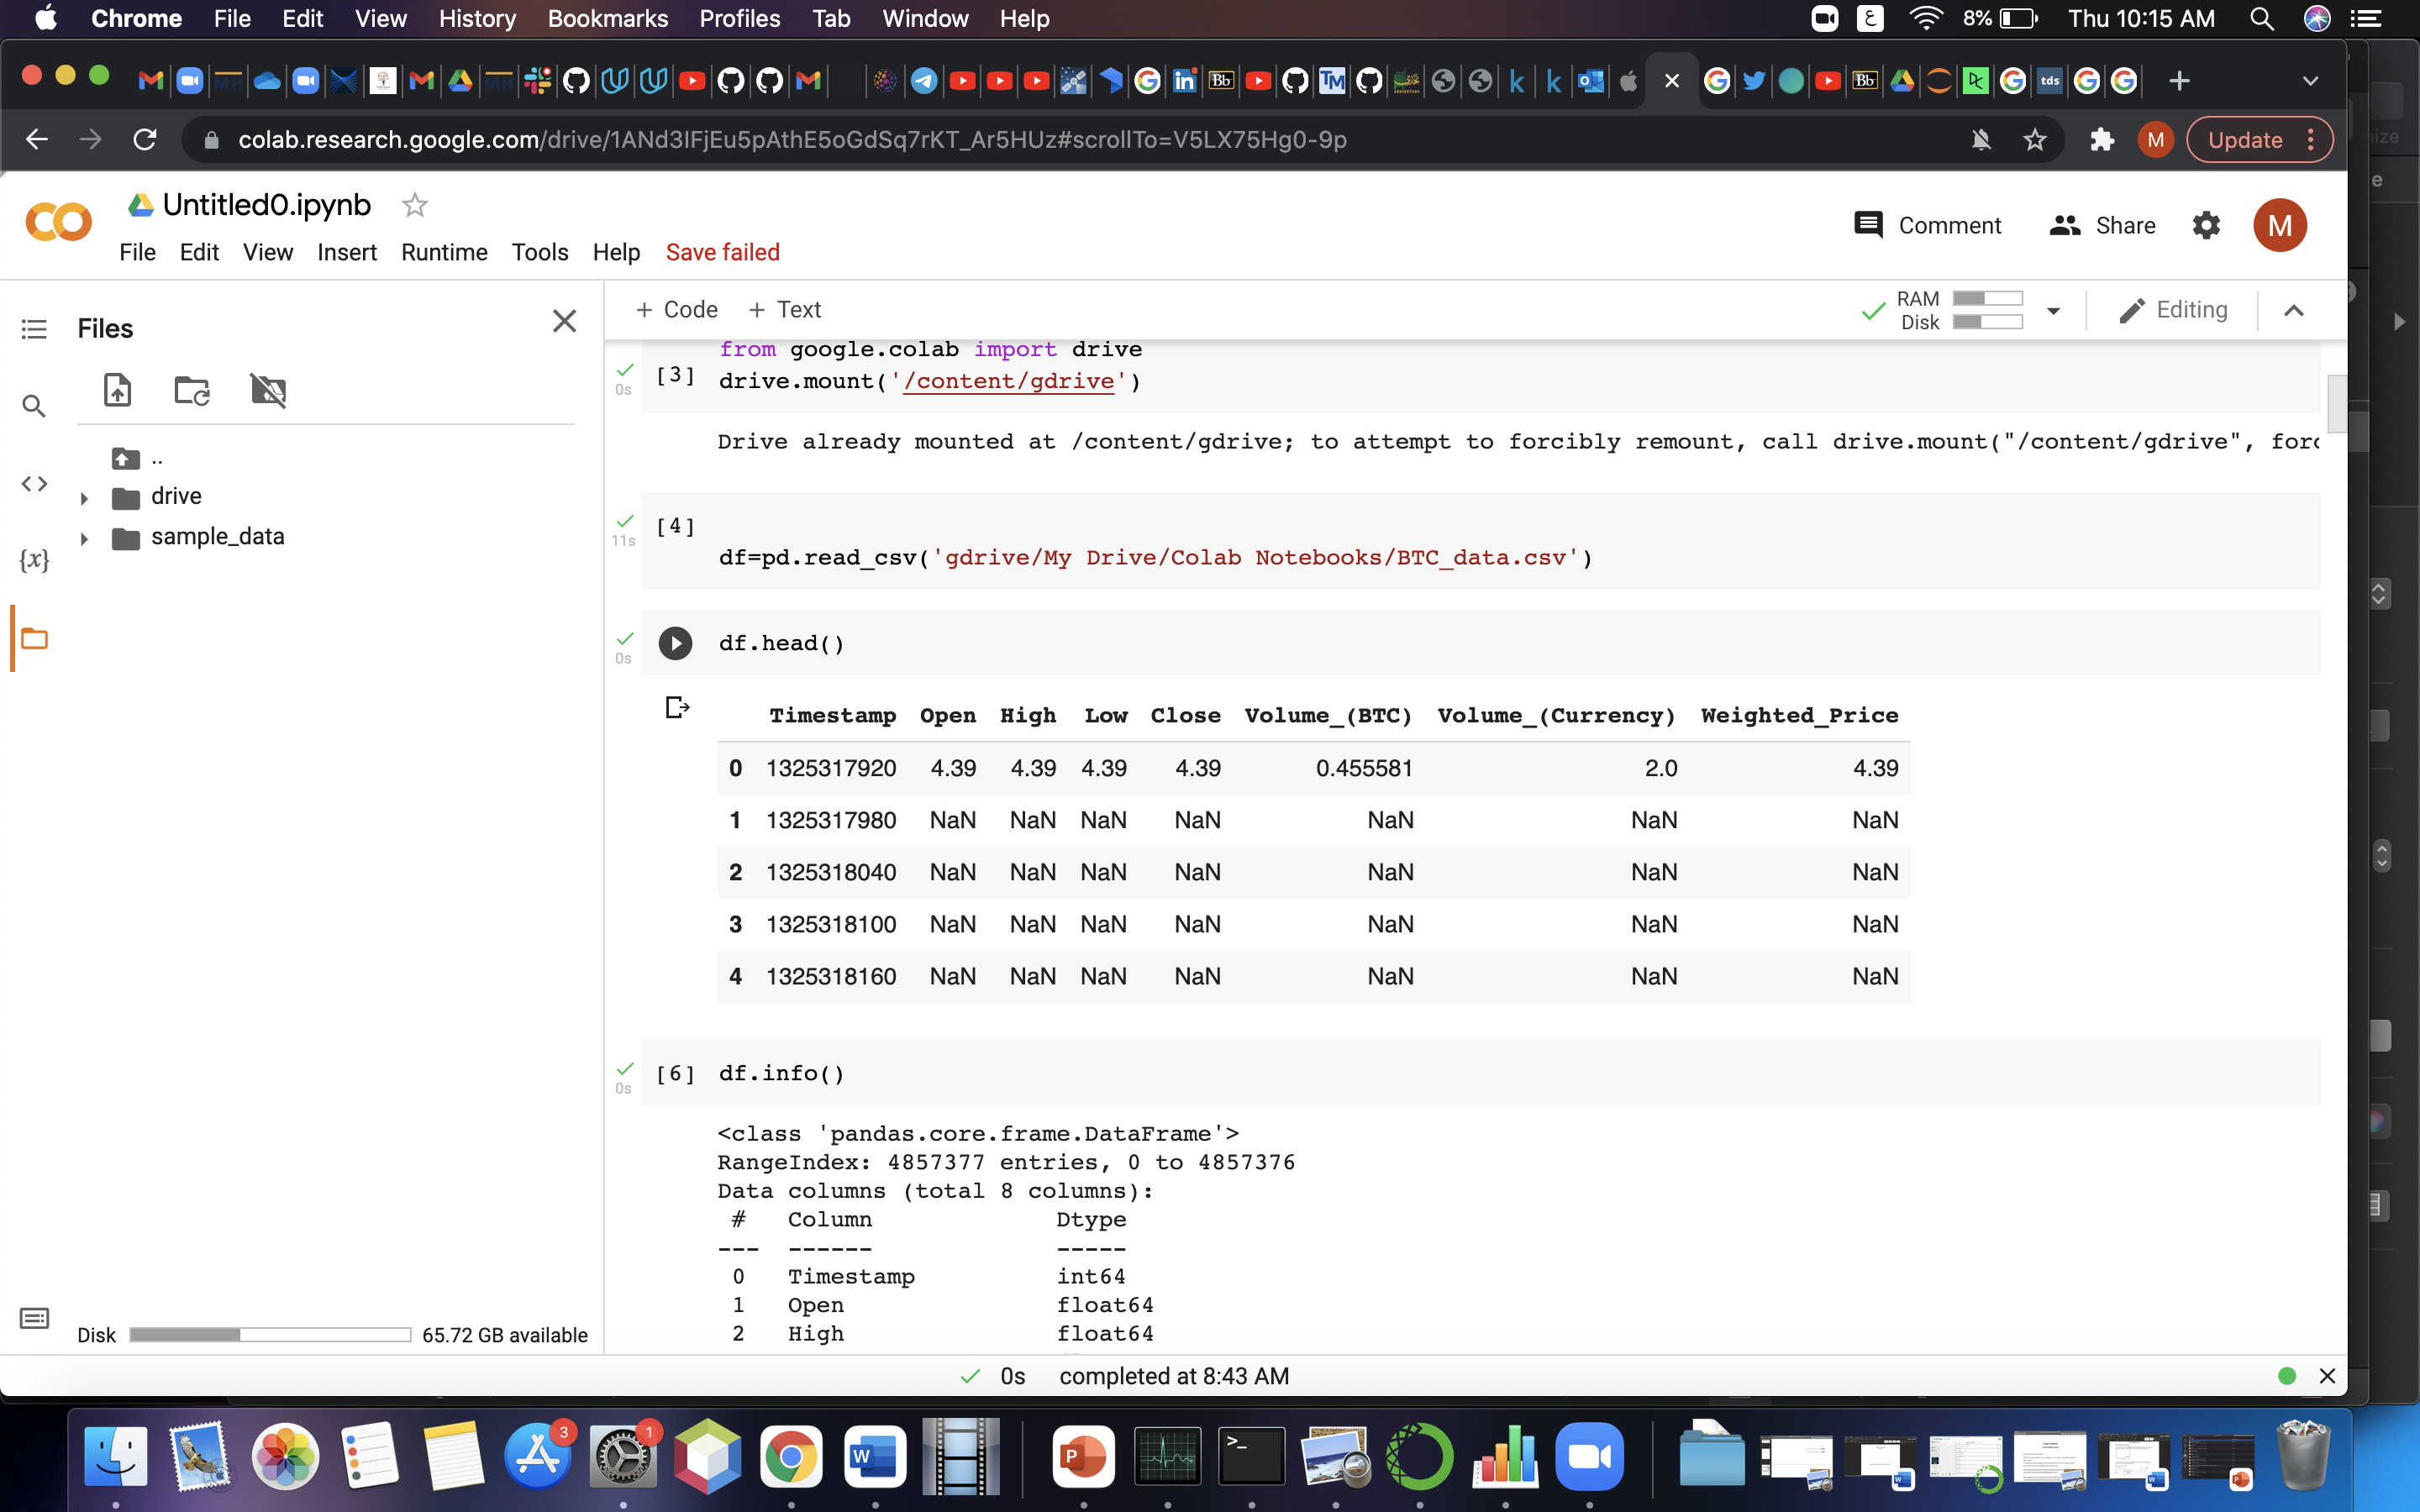 Chrome File Edit View History Bookmarks Profiles Tab Window Help ع 8% Thu 10:15 AM
MH MH Bb TM k k Bb DC tds
colab.research.google.com/drive/1ANd3IFjEu5pAthE5oGdSq7rKT_Ar5HUz#scrollTo=V5LX75Hg0-9p M Update
Untitled0.ipynb
File Edit View Insert Runtime Tools Help Save failed
Comment Share M
Files
+ Code + Text
RAM
Disk
Editing
..
drive
sample_data
{x}
Disk 65.72 GB available
from google.colab import drive
[3] drive.mount('/content/gdrive')
0s
Drive already mounted at /content/gdrive; to attempt to forcibly remount, call drive.mount("/content/gdrive", forc
[4]
11s
df=pd.read_csv('gdrive/My Drive/Colab Notebooks/BTC_data.csv')
df.head()
0s
Timestamp Open High Low Close Volume_(BTC) Volume_(Currency) Weighted_Price
0 1325317920 4.39 4.39 4.39 4.39 0.455581 2.0 4.39
1 1325317980 NaN NaN NaN NaN NaN NaN NaN
2 1325318040 NaN NaN NaN NaN NaN NaN NaN
3 1325318100 NaN NaN NaN NaN NaN NaN NaN
4 1325318160 NaN NaN NaN NaN NaN NaN NaN
[6] df.info()
0s
<class 'pandas.core.frame.DataFrame'>
RangeIndex: 4857377 entries, 0 to 4857376
Data columns (total 8 columns):
# Column Dtype
--- ------ -----
0 Timestamp int64
1 Open float64
2 High float64
0s completed at 8:43 AM
3 1 W P >_